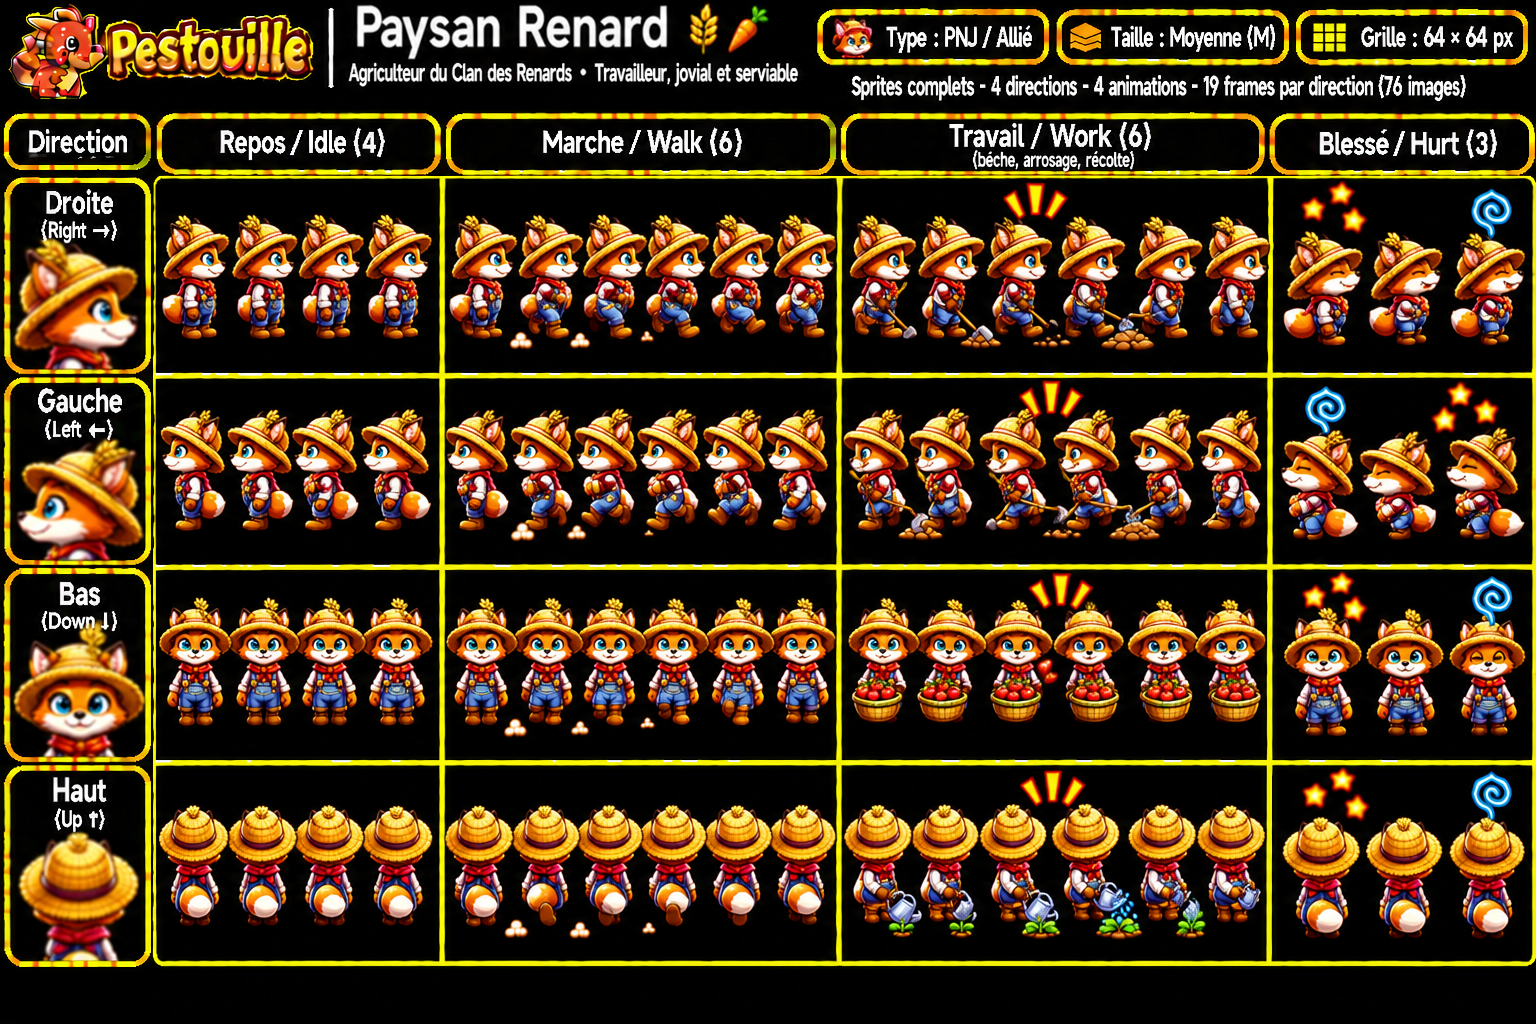 Pestouille
Paysan Renard
Agriculteur du Clan des Renards • Travailleur, jovial et serviable
Type : PNJ / Allié
Taille : Moyenne (M)
Grille : 64 × 64 px
Sprites complets - 4 directions - 4 animations - 19 frames par direction (76 images)
Direction
Repos / Idle (4)
Marche / Walk (6)
Travail / Work (6)
(béche, arrosage, récolte)
Blessé / Hurt (3)
Droite
(Right →)
Gauche
(Left ←)
Bas
(Down ↓)
Haut
(Up ↑)